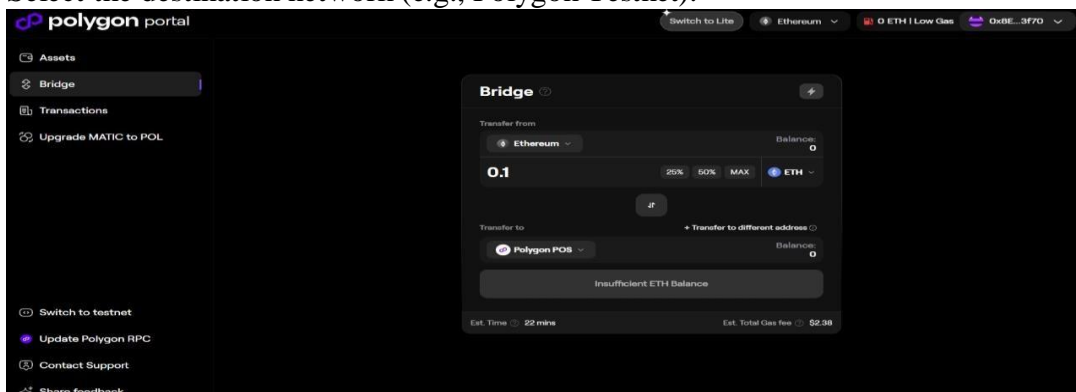 Select the destination network (e.g., Polygon Testnet).
polygon portal
Switch to Lite
Ethereum
0 ETH | Low Gas
0x8E...3f70
Assets
Bridge
Transactions
Upgrade MATIC to POL
Bridge
Transfer from
Ethereum
Balance:
0
0.1
25% 50% MAX ETH
Transfer to
+ Transfer to different address
Polygon POS
Balance:
0
Insufficient ETH Balance
Est. Time 22 mins
Est. Total Gas fee $2.38
Switch to testnet
Update Polygon RPC
Contact Support
Share feedback